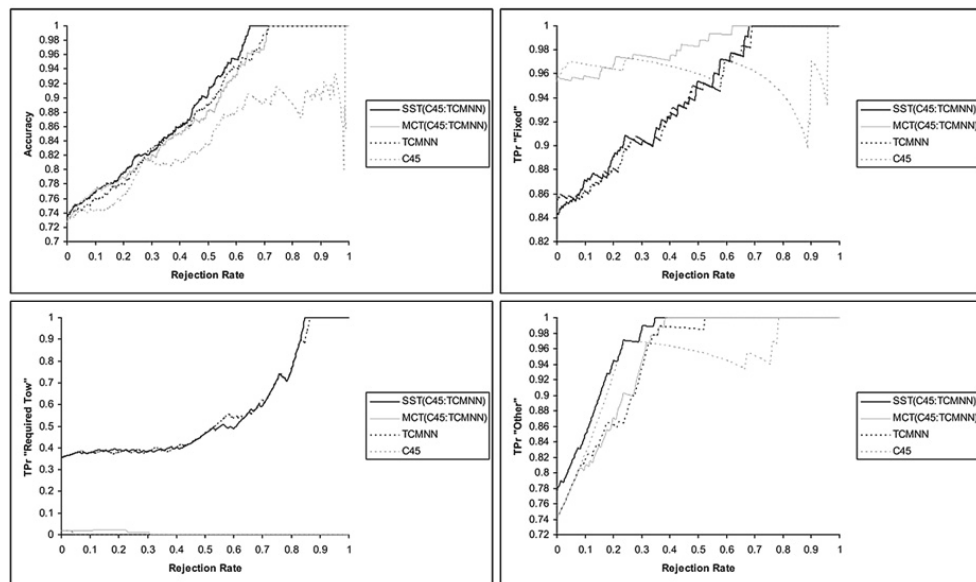 Accuracy
1
0.98
0.96
0.94
0.92
0.9
0.88
0.86
0.84
0.82
0.8
0.78
0.76
0.74
0.72
0.7
0 0.1 0.2 0.3 0.4 0.5 0.6 0.7 0.8 0.9 1
Rejection Rate
SST(C45:TCMNN)
MCT(C45:TCMNN)
TCMNN
C45
TPr "Fixed"
1
0.98
0.96
0.94
0.92
0.9
0.88
0.86
0.84
0.82
0 0.1 0.2 0.3 0.4 0.5 0.6 0.7 0.8 0.9 1
Rejection Rate
SST(C45:TCMNN)
MCT(C45:TCMNN)
TCMNN
C45
TPr "Required Tow"
1
0.9
0.8
0.7
0.6
0.5
0.4
0.3
0.2
0.1
0
0 0.1 0.2 0.3 0.4 0.5 0.6 0.7 0.8 0.9 1
Rejection Rate
SST(C45:TCMNN)
MCT(C45:TCMNN)
TCMNN
C45
TPr "Other"
1
0.98
0.96
0.94
0.92
0.9
0.88
0.86
0.84
0.82
0.8
0.78
0.76
0.74
0.72
0 0.1 0.2 0.3 0.4 0.5 0.6 0.7 0.8 0.9 1
Rejection Rate
SST(C45:TCMNN)
MCT(C45:TCMNN)
TCMNN
C45